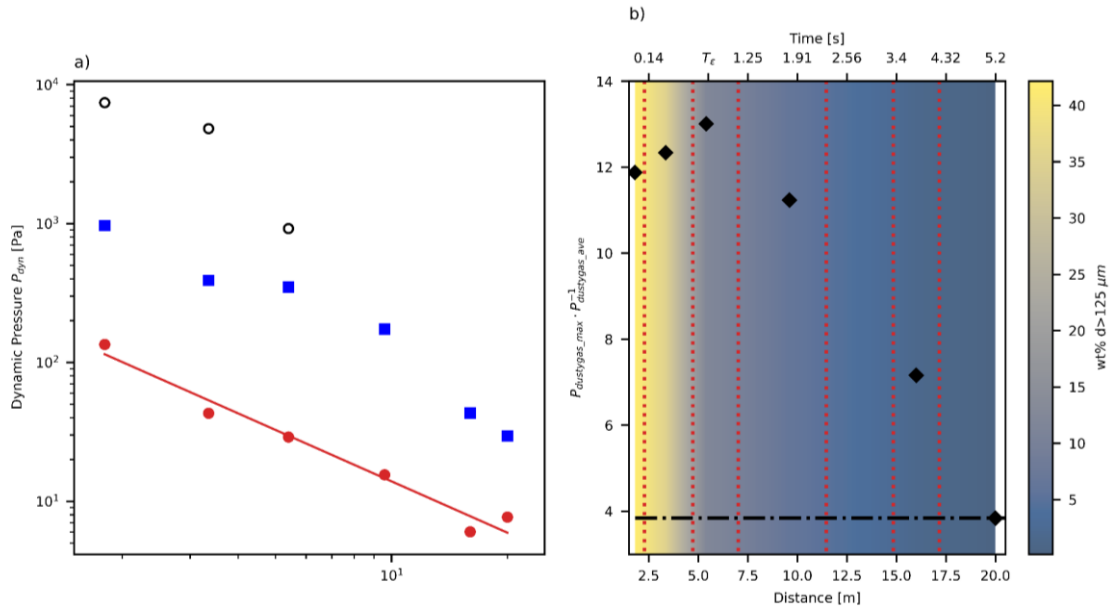 a)
Dynamic Pressure P_dyn [Pa]
10^4
10^3
10^2
10^1
10^1
b)
Time [s]
0.14 T_ε 1.25 1.91 2.56 3.4 4.32 5.2
P_dustygas_max · P^-1_dustygas_ave
14
12
10
8
6
4
2.5 5.0 7.5 10.0 12.5 15.0 17.5 20.0
Distance [m]
40
35
30
25
20
15
10
5
wt% d>125 μm